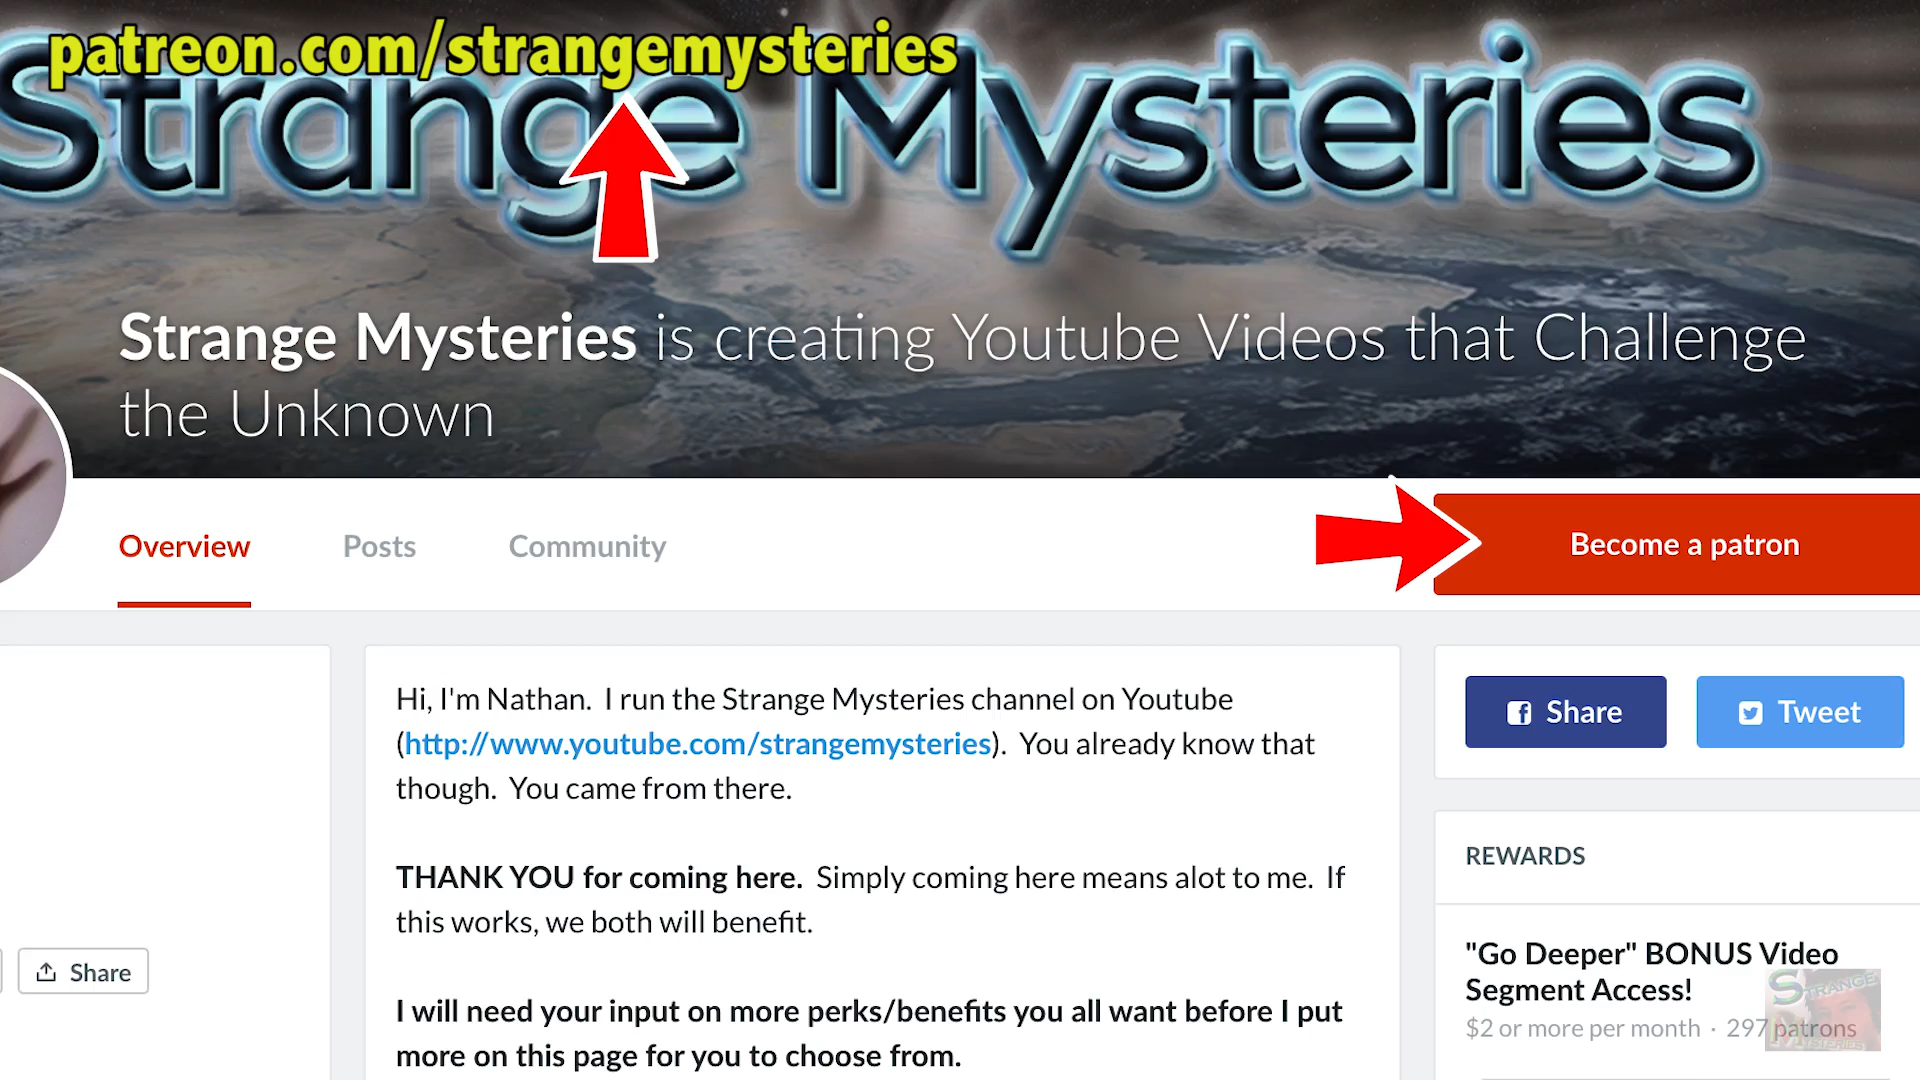 patreon.com/strangemysteries
Strange Mysteries
Strange Mysteries is creating Youtube Videos that Challenge
the Unknown
Overview
Posts
Community
Become a patron
Hi, I'm Nathan.  I run the Strange Mysteries channel on Youtube
(http://www.youtube.com/strangemysteries).  You already know that
though.  You came from there.
THANK YOU for coming here.  Simply coming here means alot to me.  If
this works, we both will benefit.
I will need your input on more perks/benefits you all want before I put
more on this page for you to choose from.
Share
Share
Tweet
REWARDS
"Go Deeper" BONUS Video
Segment Access!
$2 or more per month · 297 patrons
STRANGE
MYSTERIES